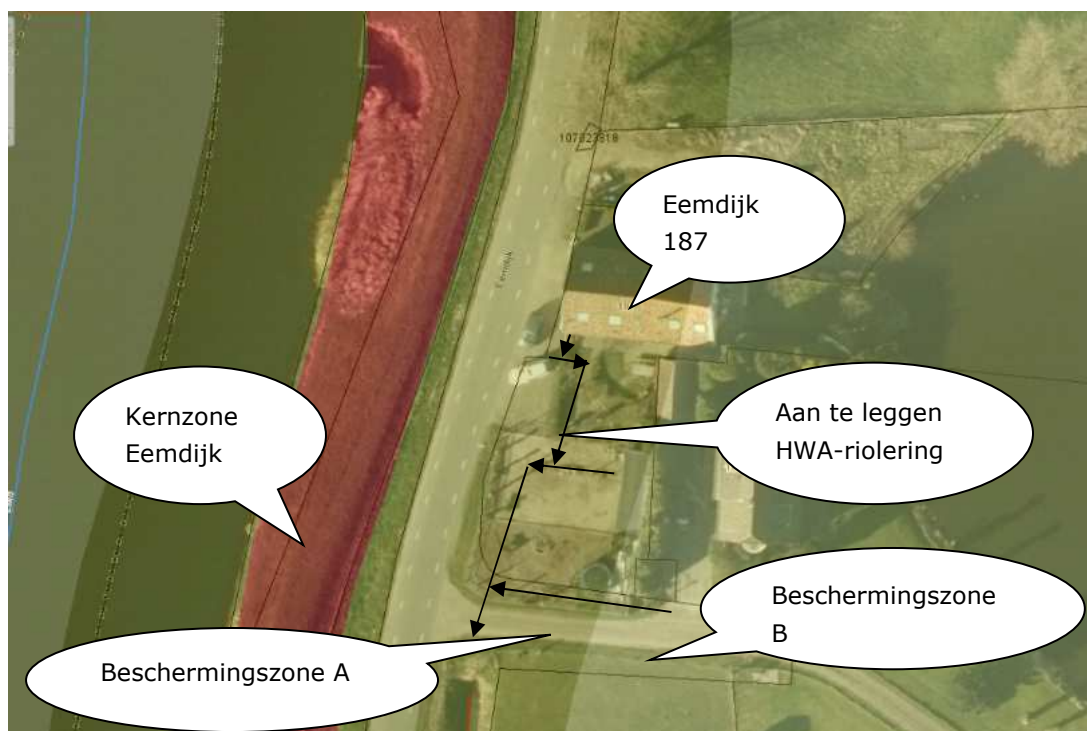 Eemdijk
187
Kernzone
Eemdijk
Aan te leggen
HWA-riolering
Beschermingszone
B
Beschermingszone A